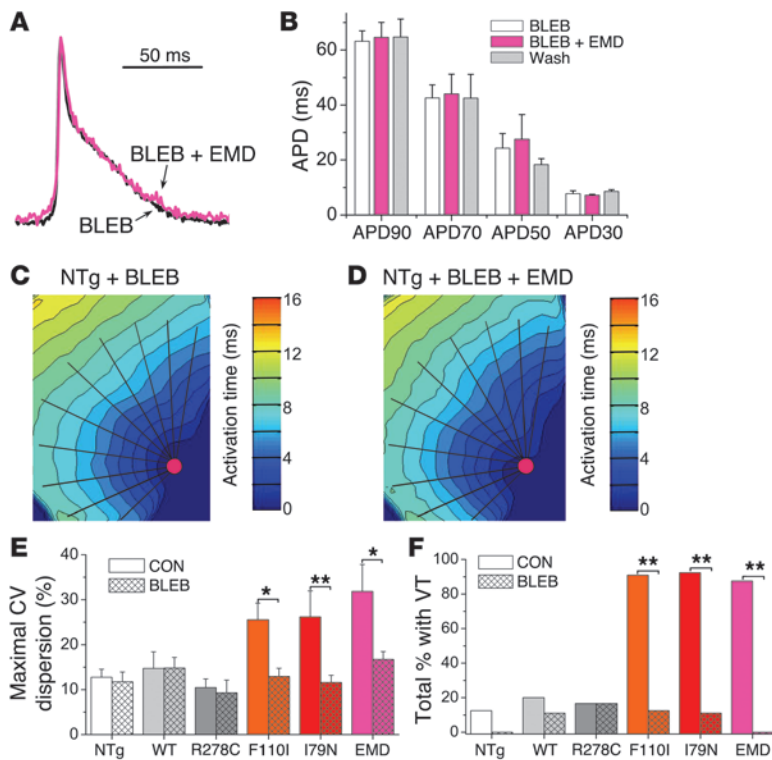 A
50 ms
BLEB + EMD
BLEB
B
APD (ms)
60
40
20
0
BLEB
BLEB + EMD
Wash
APD90 APD70 APD50 APD30
C NTg + BLEB
Activation time (ms)
16
12
8
4
0
D NTg + BLEB + EMD
Activation time (ms)
16
12
8
4
0
E
Maximal CV
dispersion (%)
40
30
20
10
0
CON
BLEB
* ** *
NTg WT R278C F110I I79N EMD
F
Total % with VT
100
80
60
40
20
0
CON
BLEB
** ** **
NTg WT R278C F110I I79N EMD